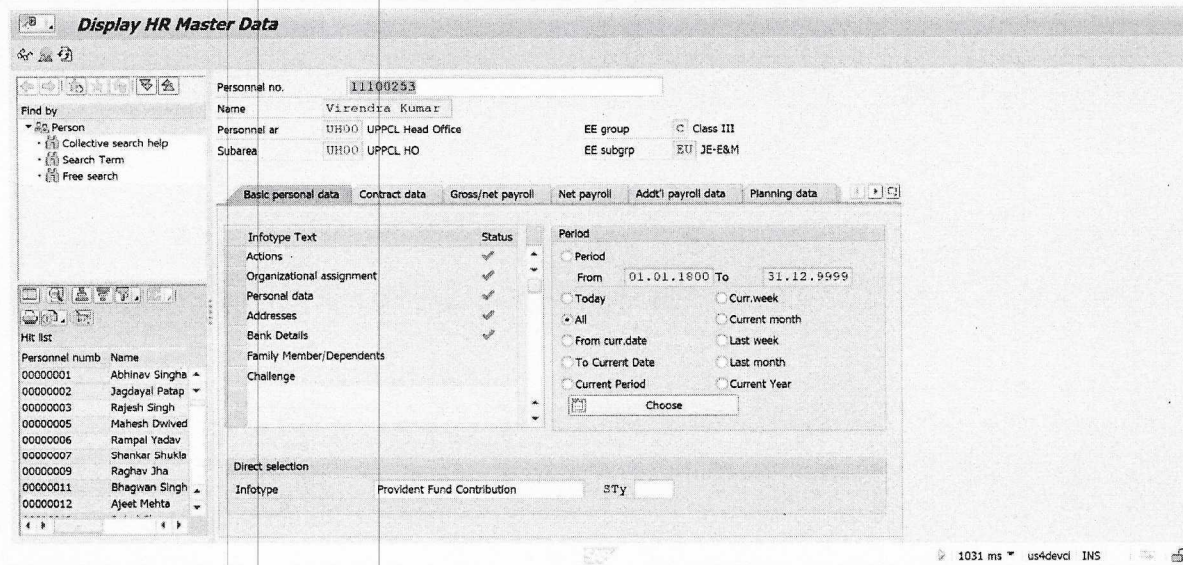 Display HR Master Data
Find by
Person
Collective search help
Search Term
Free search
Hit list
Personnel numb Name
00000001 Abhinav Singha
00000002 Jagdayal Patap
00000003 Rajesh Singh
00000005 Mahesh Dwived
00000006 Rampal Yadav
00000007 Shankar Shukla
00000009 Raghav Jha
00000011 Bhagwan Singh
00000012 Ajeet Mehta
Personnel no. 11100253
Name Virendra Kumar
Personnel ar UH00 UPPCL Head Office EE group C Class III
Subarea UH00 UPPCL HO EE subgrp EU JE-E&M
Basic personal data Contract data Gross/net payroll Net payroll Addt'l payroll data Planning data
Infotype Text Status
Actions
Organizational assignment
Personal data
Addresses
Bank Details
Family Member/Dependents
Challenge
Period
Period
From 01.01.1800 To 31.12.9999
Today Curr.week
All Current month
From curr.date Last week
To Current Date Last month
Current Period Current Year
Choose
Direct selection
Infotype Provident Fund Contribution STy
1031 ms us4devci INS